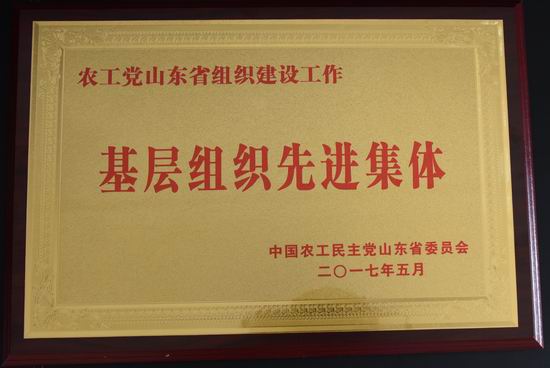 农工党山东省组织建设工作
基层组织先进集体
中国农工民主党山东省委员会
二〇一七年五月